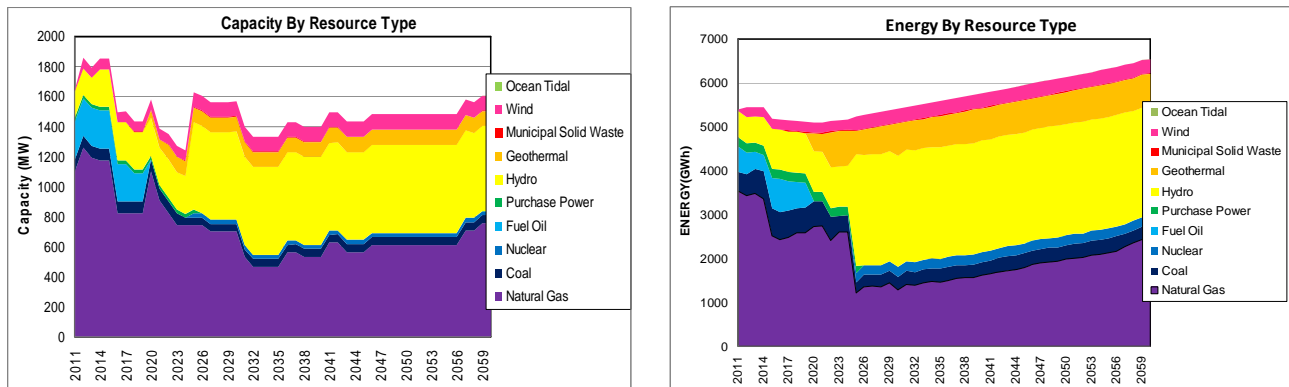 Capacity By Resource Type
Capacity (MW)
2000
1800
1600
1400
1200
1000
800
600
400
200
0
2011
2014
2017
2020
2023
2026
2029
2032
2035
2038
2041
2044
2047
2050
2053
2056
2059
Ocean Tidal
Wind
Municipal Solid Waste
Geothermal
Hydro
Purchase Power
Fuel Oil
Nuclear
Coal
Natural Gas
Energy By Resource Type
ENERGY(GWh)
7000
6000
5000
4000
3000
2000
1000
0
2011
2014
2017
2020
2023
2026
2029
2032
2035
2038
2041
2044
2047
2050
2053
2056
2059
Ocean Tidal
Wind
Municipal Solid Waste
Geothermal
Hydro
Purchase Power
Fuel Oil
Nuclear
Coal
Natural Gas